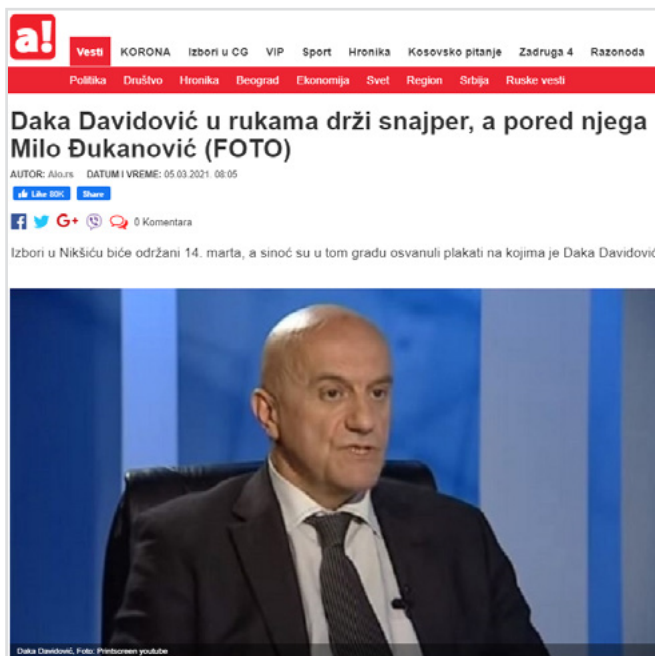 a!
Vesti KORONA Izbori u CG VIP Sport Hronika Kosovsko pitanje Zadruga 4 Razonoda
Politika Društvo Hronika Beograd Ekonomija Svet Region Srbija Ruske vesti
Daka Davidović u rukama drži snajper, a pored njega
Milo Đukanović (FOTO)
AUTOR: Alo.rs DATUM I VREME: 05.03.2021. 08:05
Like 80K Share
f G+ 0 Komentara
Izbori u Nikšiću biće održani 14. marta, a sinoć su u tom gradu osvanuli plakati na kojima je Daka Davidović
Daka Davidović, Foto: Printscreen youtube